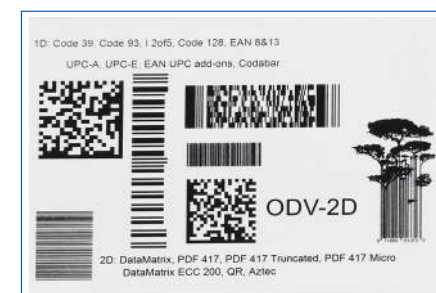 1D: Code 39, Code 93, I 2of5, Code 128, EAN 8&13
UPC-A, UPC-E, EAN UPC add-ons, Codabar
ODV-2D
2D: DataMatrix, PDF 417, PDF 417 Truncated, PDF 417 Micro
DataMatrix ECC 200, QR, Aztec